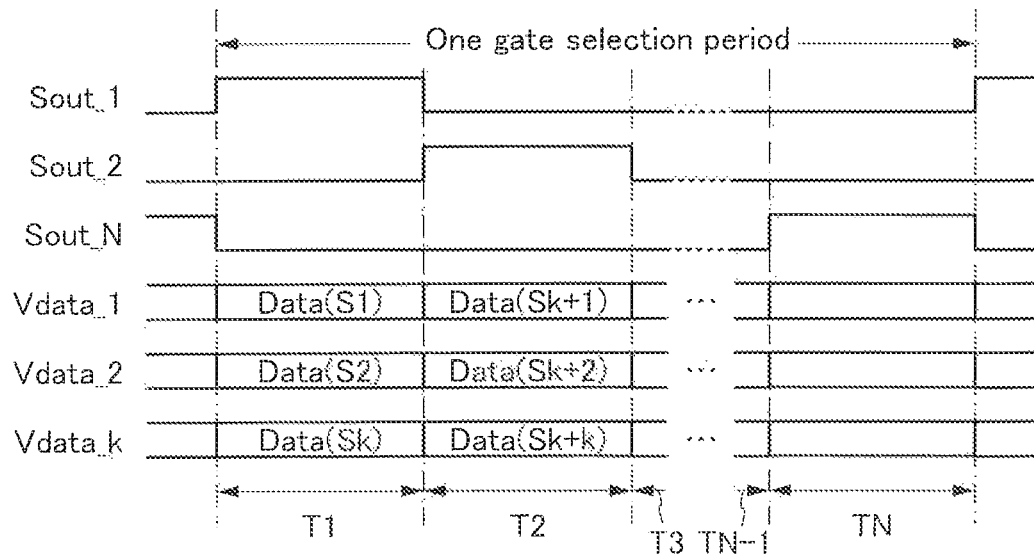 One gate selection period
Sout_1
Sout_2
Sout_N
Vdata_1 Data(S1) Data(Sk+1) ...
Vdata_2 Data(S2) Data(Sk+2) ...
Vdata_k Data(Sk) Data(Sk+k) ...
T1 T2 T3 TN-1 TN